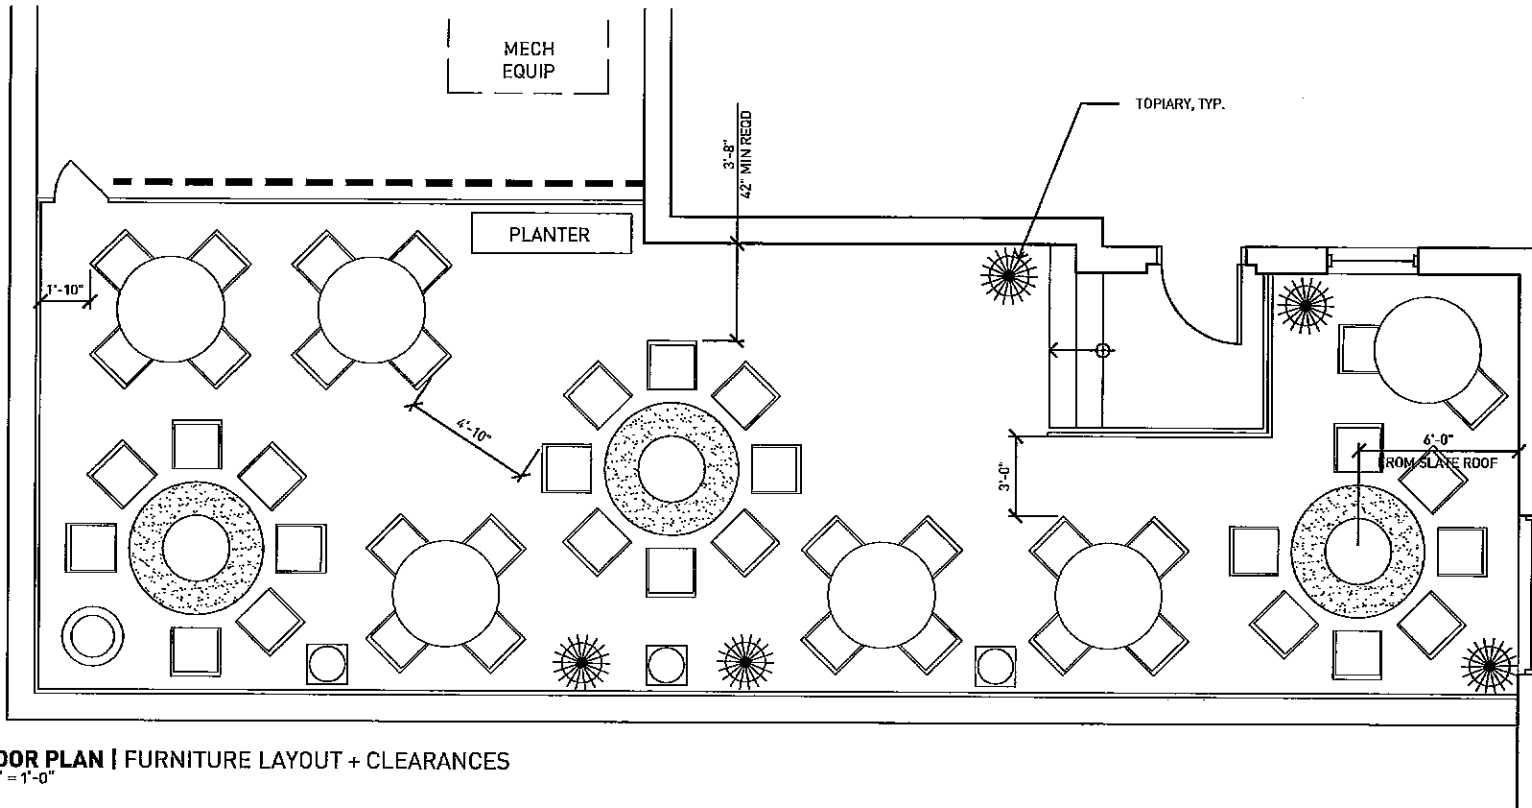 MECH
EQUIP
TOPIARY, TYP.
3'-8"
42" MIN REQD
PLANTER
1'-10"
4'-10"
3'-0"
6'-0"
ROM SLATE ROOF
OOR PLAN | FURNITURE LAYOUT + CLEARANCES
" = 1'-0"